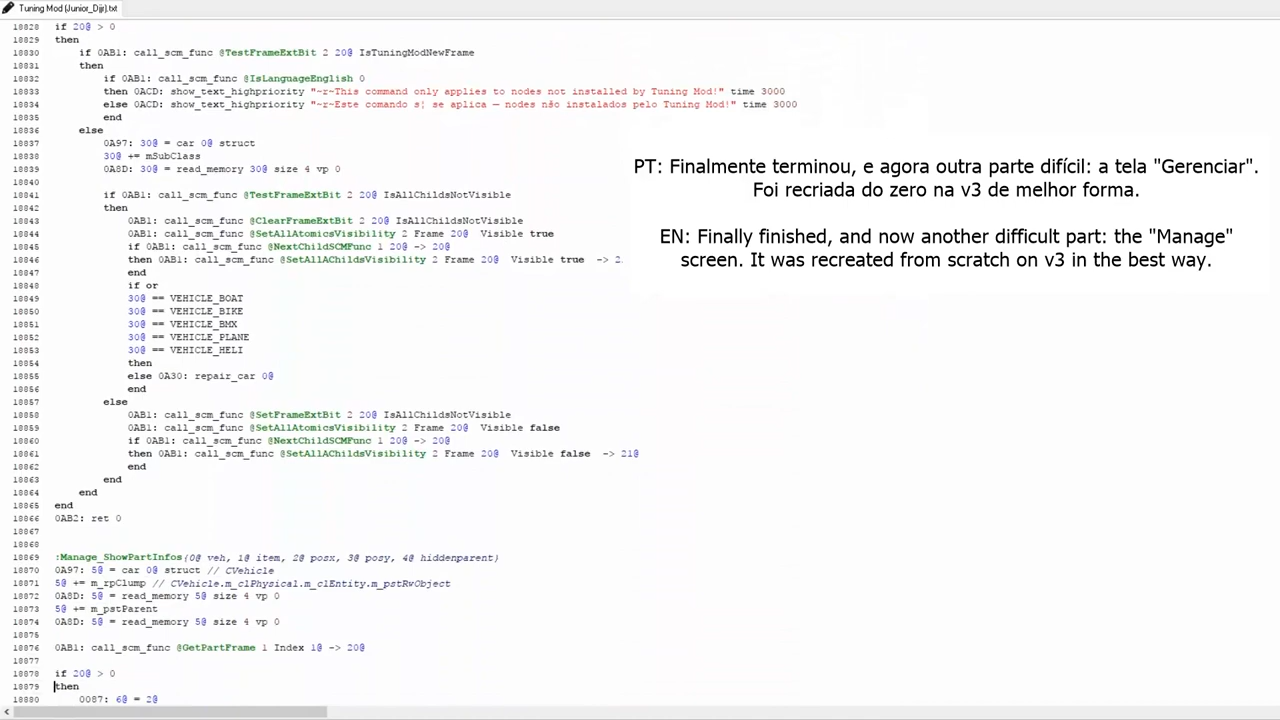 Tuning Mod (Junior_Djjr).txt
18828 if 20@ > 0
18829 then
18830 if 0AB1: call_scm_func @TestFrameExtBit 2 20@ IsTuningModNewFrame
18831 then
18832 if 0AB1: call_scm_func @IsLanguageEnglish 0
18833 then 0ACD: show_text_highpriority "~r~This command only applies to nodes not installed by Tuning Mod!" time 3000
18834 else 0ACD: show_text_highpriority "~r~Este comando s¦ se aplica — nodes não instalados pelo Tuning Mod!" time 3000
18835 end
18836 else
18837 0A97: 30@ = car 0@ struct
18838 30@ += mSubClass
18839 0A8D: 30@ = read_memory 30@ size 4 vp 0
18840
18841 if 0AB1: call_scm_func @TestFrameExtBit 2 20@ IsAllChildsNotVisible
18842 then
18843 0AB1: call_scm_func @ClearFrameExtBit 2 20@ IsAllChildsNotVisible
18844 0AB1: call_scm_func @SetAllAtomicsVisibility 2 Frame 20@ Visible true
18845 if 0AB1: call_scm_func @NextChildSCMFunc 1 20@ -> 20@
18846 then 0AB1: call_scm_func @SetAllAChildsVisibility 2 Frame 20@ Visible true -> 2
18847 end
18848 if or
18849 30@ == VEHICLE_BOAT
18850 30@ == VEHICLE_BIKE
18851 30@ == VEHICLE_BMX
18852 30@ == VEHICLE_PLANE
18853 30@ == VEHICLE_HELI
18854 then
18855 else 0A30: repair_car 0@
18856 end
18857 else
18858 0AB1: call_scm_func @SetFrameExtBit 2 20@ IsAllChildsNotVisible
18859 0AB1: call_scm_func @SetAllAtomicsVisibility 2 Frame 20@ Visible false
18860 if 0AB1: call_scm_func @NextChildSCMFunc 1 20@ -> 20@
18861 then 0AB1: call_scm_func @SetAllAChildsVisibility 2 Frame 20@ Visible false -> 21@
18862 end
18863 end
18864 end
18865 end
18866 0AB2: ret 0
18867
18868
18869 :Manage_ShowPartInfos{0@ veh, 1@ item, 2@ posx, 3@ posy, 4@ hiddenparent}
18870 0A97: 5@ = car 0@ struct // CVehicle
18871 5@ += m_rpClump // CVehicle.m_clPhysical.m_clEntity.m_pstRwObject
18872 0A8D: 5@ = read_memory 5@ size 4 vp 0
18873 5@ += m_pstParent
18874 0A8D: 5@ = read_memory 5@ size 4 vp 0
18875
18876 0AB1: call_scm_func @GetPartFrame 1 Index 1@ -> 20@
18877
18878 if 20@ > 0
18879 then
18880 0087: 6@ = 2@
PT: Finalmente terminou, e agora outra parte difícil: a tela "Gerenciar".
Foi recriada do zero na v3 de melhor forma.
EN: Finally finished, and now another difficult part: the "Manage"
screen. It was recreated from scratch on v3 in the best way.